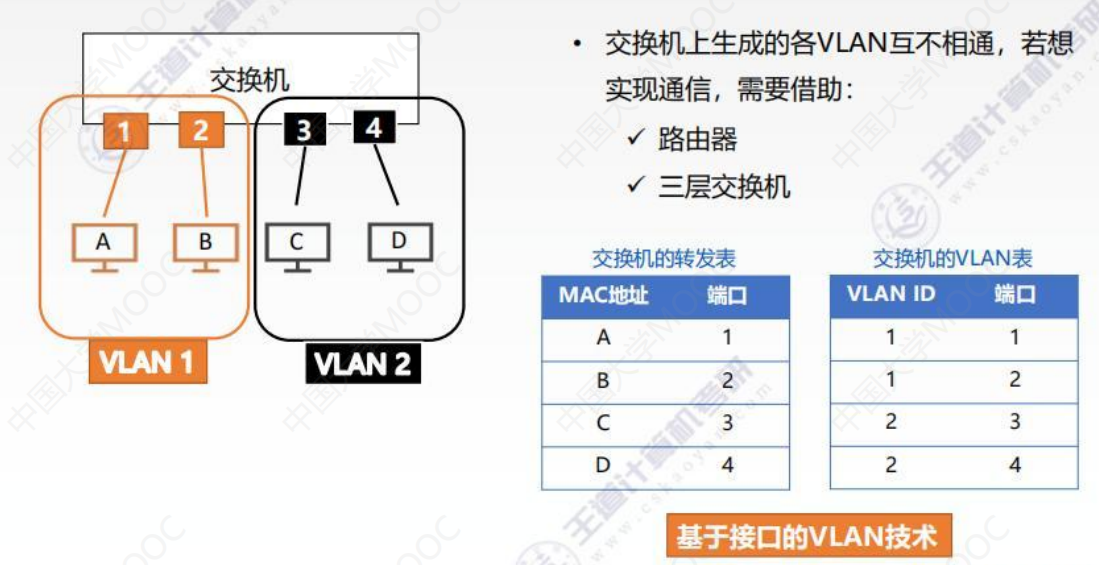 交换机
1 2 3 4
A B C D
VLAN 1 VLAN 2
• 交换机上生成的各VLAN互不相通，若想
实现通信，需要借助：
✓ 路由器
✓ 三层交换机
交换机的转发表
MAC地址 端口
A 1
B 2
C 3
D 4
交换机的VLAN表
VLAN ID 端口
1 1
1 2
2 3
2 4
基于接口的VLAN技术
中国大学MOOC
王道计算机考研
www.cskaoyan.com